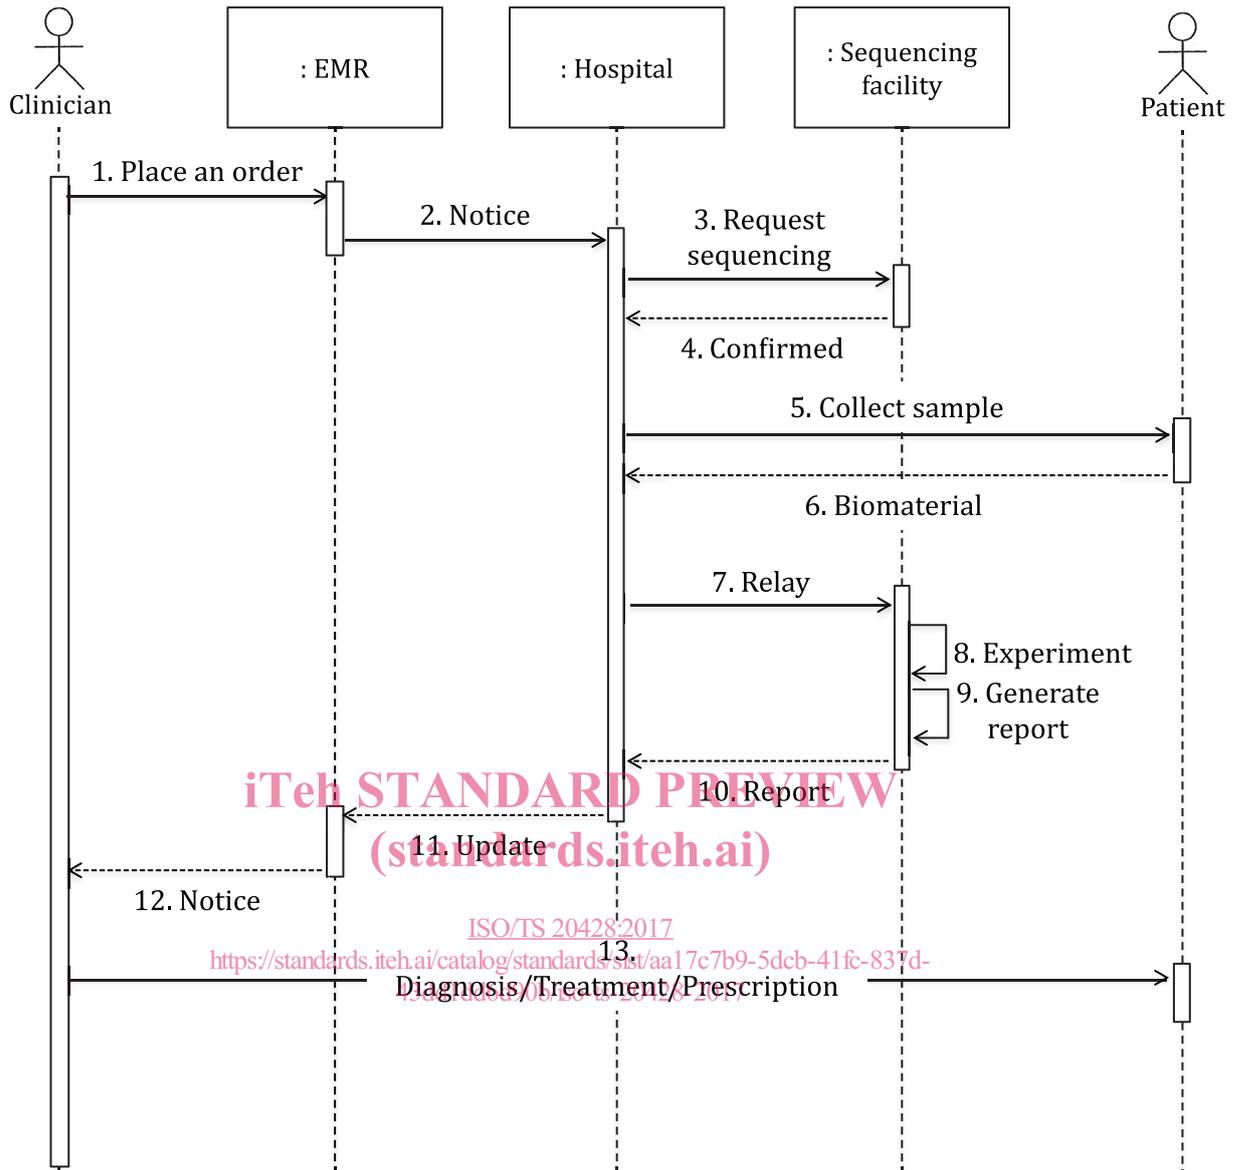 Clinician
: EMR
: Hospital
: Sequencing
facility
Patient
1. Place an order
2. Notice
3. Request
sequencing
4. Confirmed
5. Collect sample
6. Biomaterial
7. Relay
8. Experiment
9. Generate
report
10. Report
11. Update
12. Notice
13.
Diagnosis/Treatment/Prescription
iTeh STANDARD PREVIEW
(standards.iteh.ai)
ISO/TS 20428:2017
https://standards.iteh.ai/catalog/standards/sist/aa17c7b9-5dcb-41fc-837d-